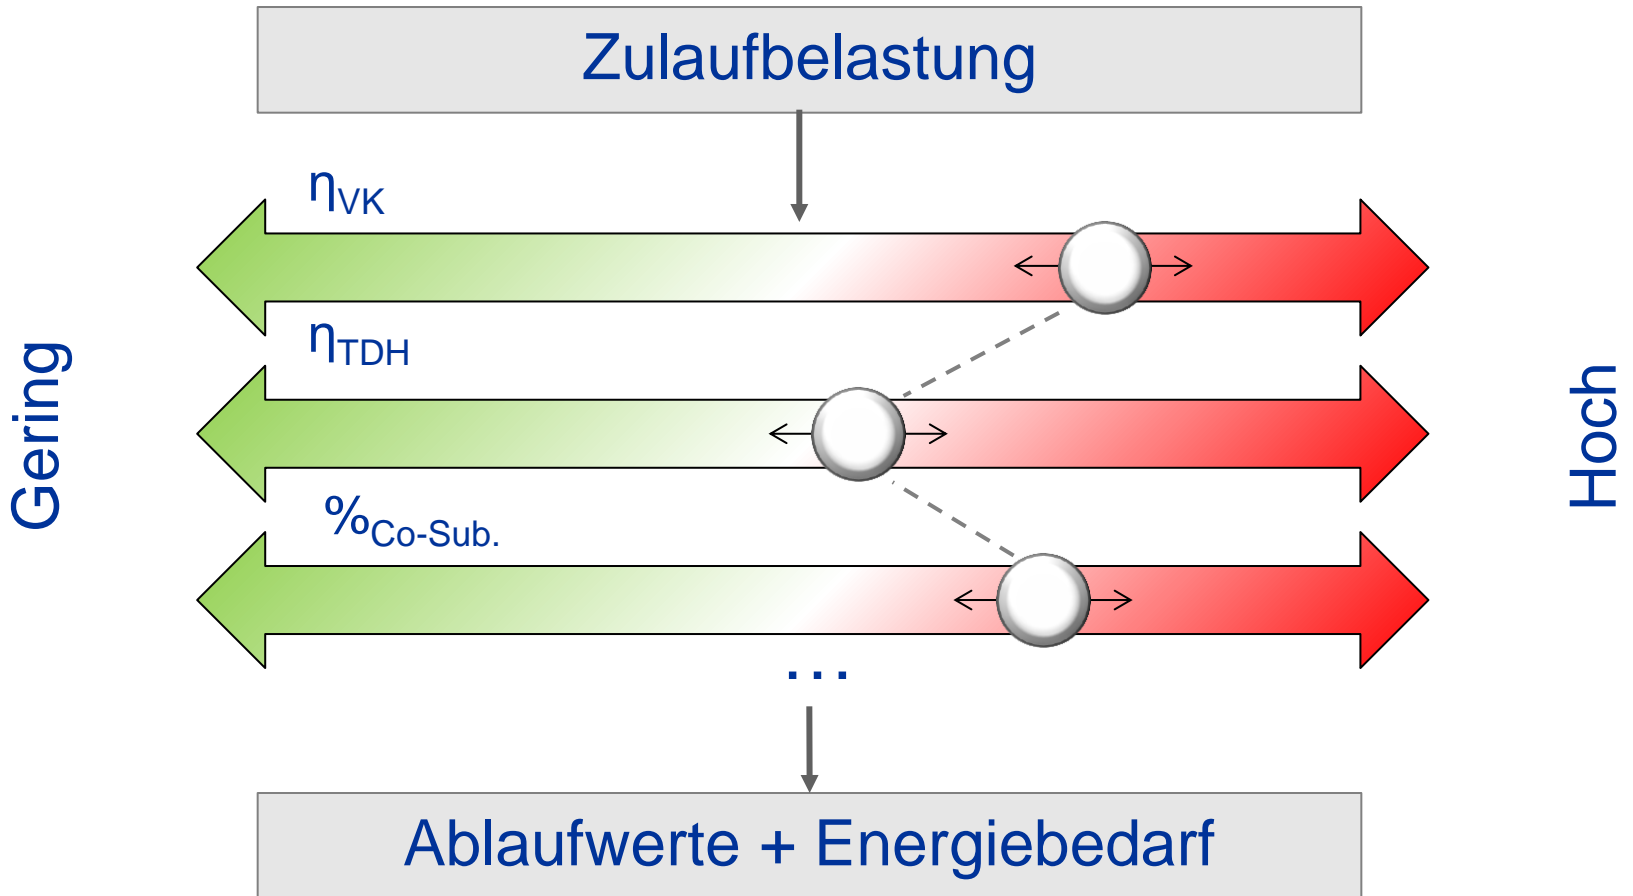 Zulaufbelastung
ηVK
ηTDH
Gering
Hoch
%Co-Sub.
...
Ablaufwerte + Energiebedarf